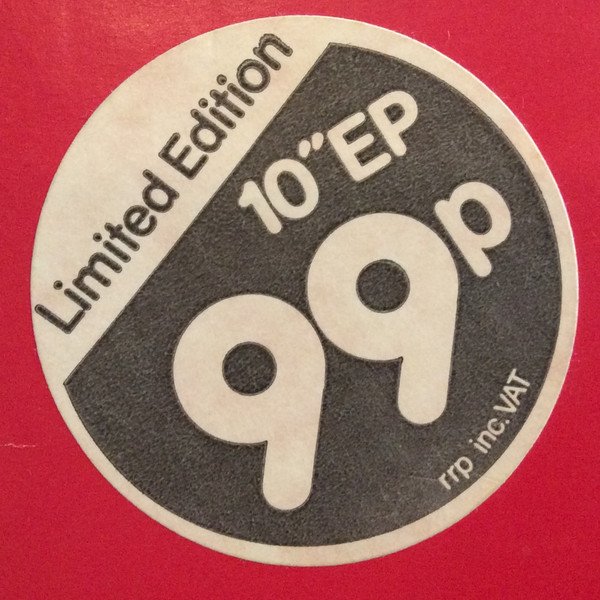 Limited Edition
10" EP
99p
rrp inc. VAT